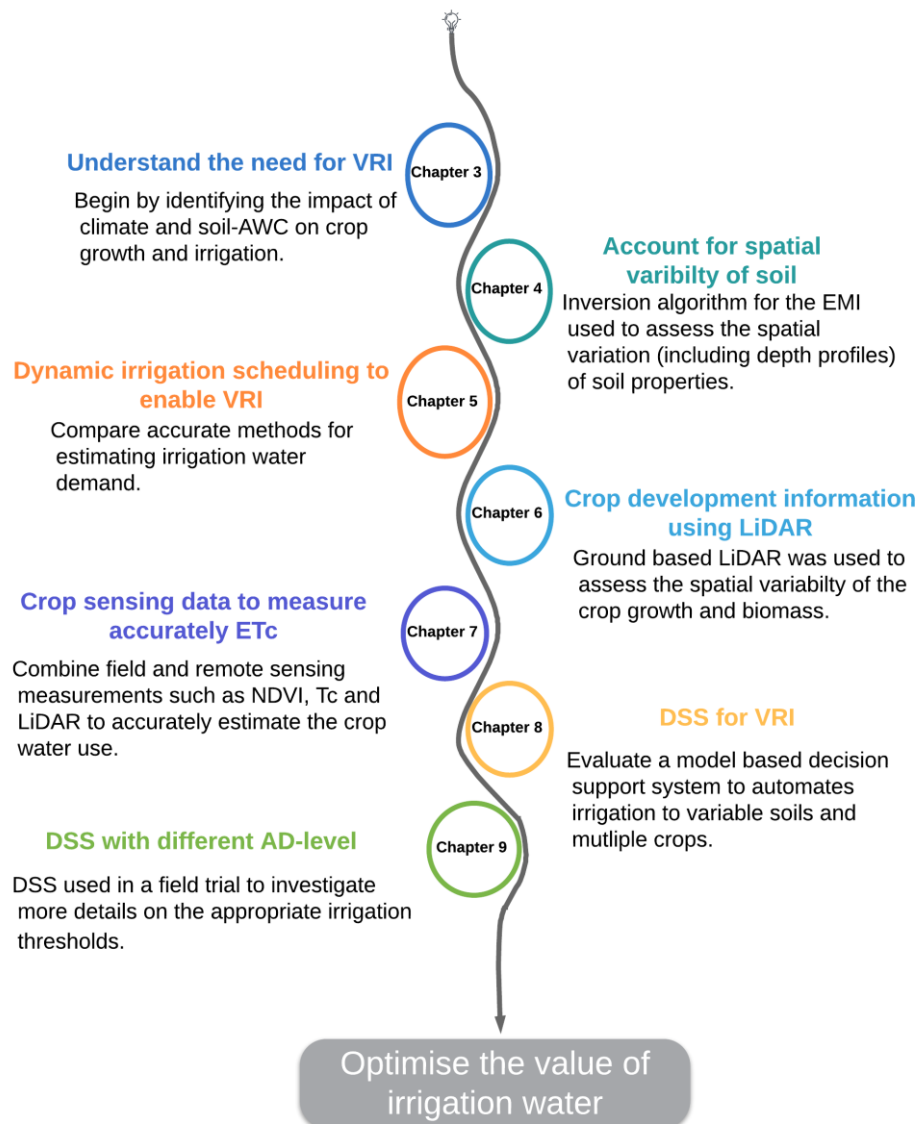 Chapter 3
Understand the need for VRI
Begin by identifying the impact of
climate and soil-AWC on crop
growth and irrigation.
Chapter 4
Account for spatial
varibilty of soil
Inversion algorithm for the EMI
used to assess the spatial
variation (including depth profiles)
of soil properties.
Chapter 5
Dynamic irrigation scheduling to
enable VRI
Compare accurate methods for
estimating irrigation water
demand.
Chapter 6
Crop development information
using LiDAR
Ground based LiDAR was used to
assess the spatial variabilty of the
crop growth and biomass.
Chapter 7
Crop sensing data to measure
accurately ETc
Combine field and remote sensing
measurements such as NDVI, Tc and
LiDAR to accurately estimate the crop
water use.
Chapter 8
DSS for VRI
Evaluate a model based decision
support system to automates
irrigation to variable soils and
mutliple crops.
Chapter 9
DSS with different AD-level
DSS used in a field trial to investigate
more details on the appropriate irrigation
thresholds.
Optimise the value of
irrigation water